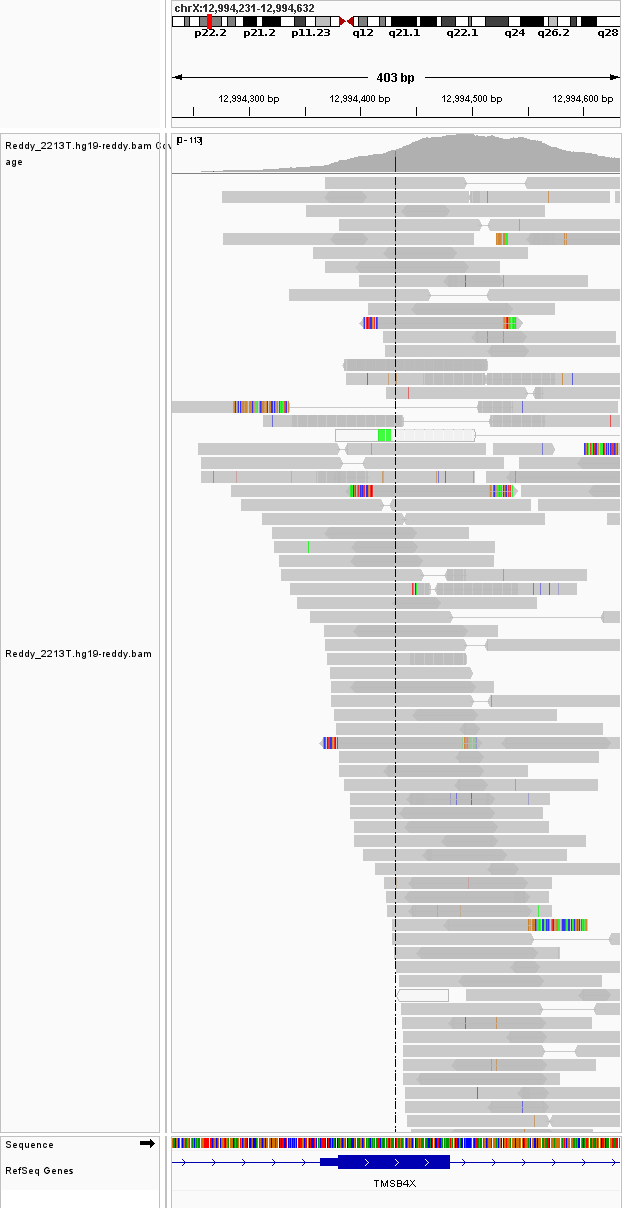 chrX:12,994,231-12,994,632
p22.2 p21.2 p11.23 q12 q21.1 q22.1 q24 q26.2 q28
403 bp
12,994,300 bp 12,994,400 bp 12,994,500 bp 12,994,600 bp
Reddy_2213T.hg19-reddy.bam Cov
age
[0 - 113]
Reddy_2213T.hg19-reddy.bam
Sequence
RefSeq Genes
TMSB4X